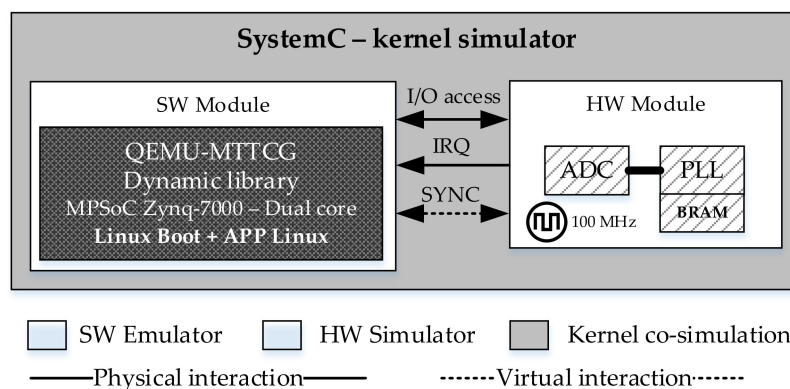 SystemC – kernel simulator
SW Module
QEMU-MTTCG
Dynamic library
MPSoC Zynq-7000 – Dual core
Linux Boot + APP Linux
I/O access
IRQ
SYNC
HW Module
ADC
PLL
BRAM
100 MHz
SW Emulator
HW Simulator
Kernel co-simulation
Physical interaction
Virtual interaction